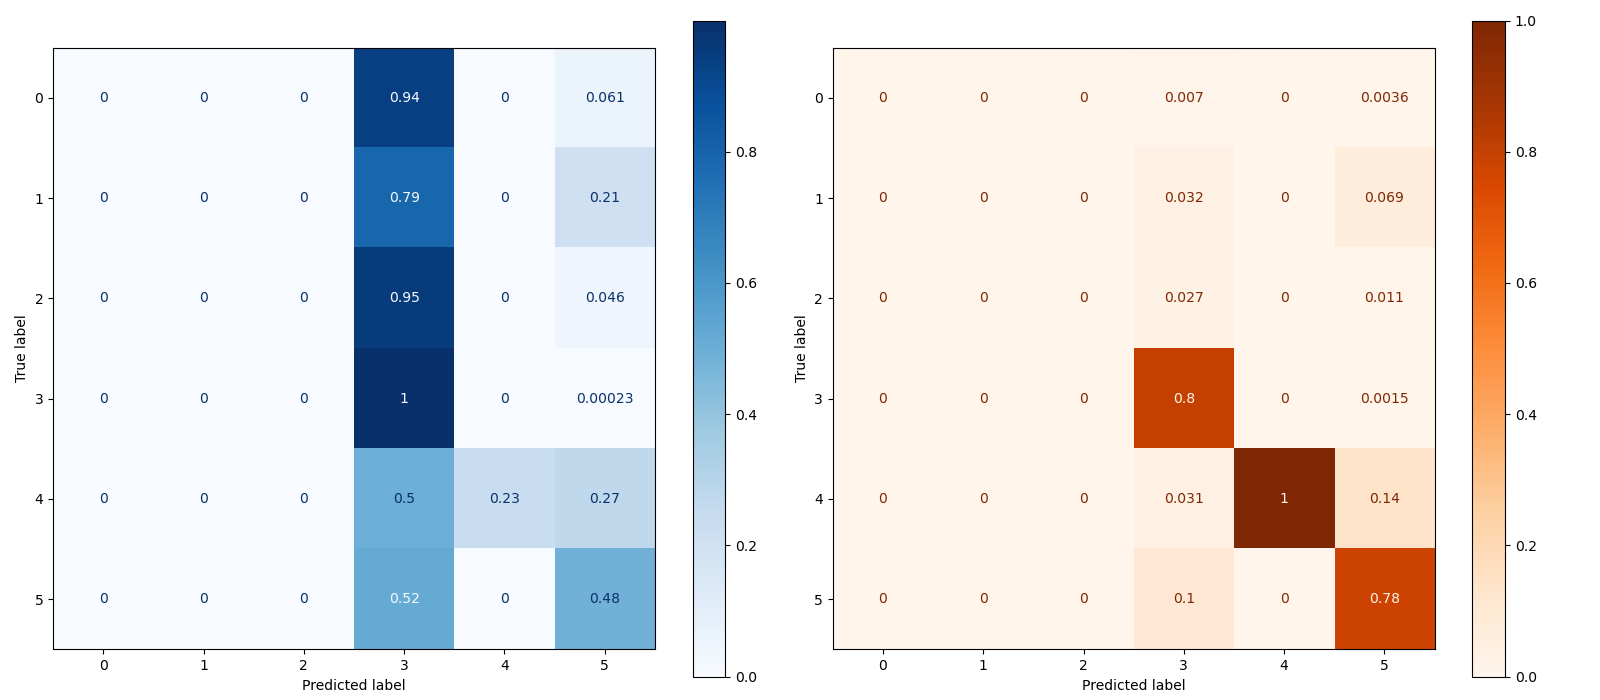 0 0 0 0.94 0 0.061
1 0 0 0 0.79 0 0.21
2 0 0 0 0.95 0 0.046
3 0 0 0 1 0 0.00023
4 0 0 0 0.5 0.23 0.27
5 0 0 0 0.52 0 0.48
0 1 2 3 4 5
Predicted label
True label
0.8
0.6
0.4
0.2
0.0
0 0 0 0 0.007 0 0.0036
1 0 0 0 0.032 0 0.069
2 0 0 0 0.027 0 0.011
3 0 0 0 0.8 0 0.0015
4 0 0 0 0.031 1 0.14
5 0 0 0 0.1 0 0.78
0 1 2 3 4 5
Predicted label
True label
1.0
0.8
0.6
0.4
0.2
0.0